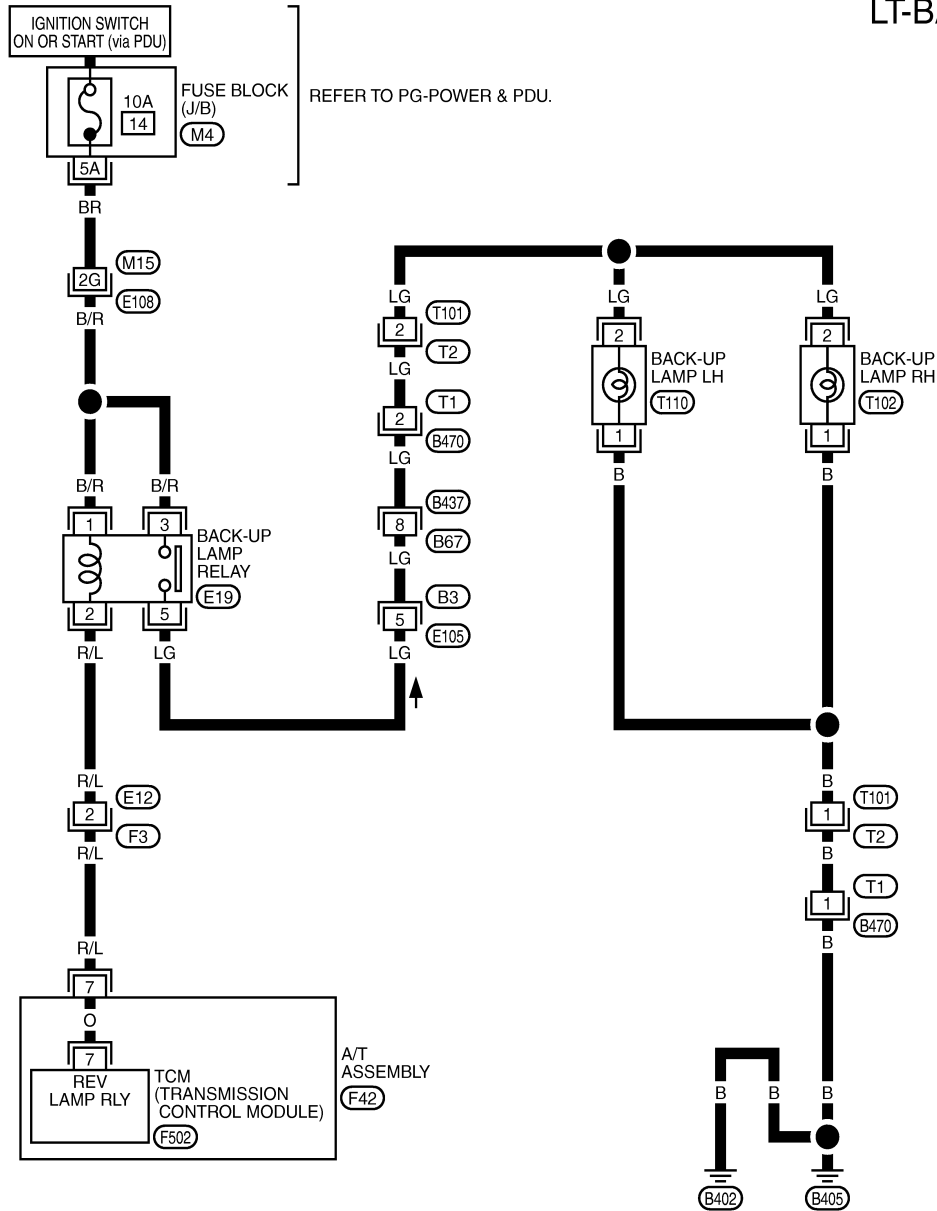 LT-BA
IGNITION SWITCH
ON OR START (via PDU)
10A
14
FUSE BLOCK
(J/B)
M4
REFER TO PG-POWER & PDU.
5A
BR
2G
M15
E108
B/R
B/R
B/R
1
3
BACK-UP
LAMP
RELAY
E19
2
5
R/L
LG
R/L
2
E12
F3
R/L
R/L
7
O
7
REV
LAMP RLY
TCM
(TRANSMISSION
CONTROL MODULE)
F502
A/T
ASSEMBLY
F42
LG
2
T101
T2
LG
2
T1
B470
LG
8
B437
B67
LG
5
B3
E105
LG
LG
2
BACK-UP
LAMP LH
T110
1
B
LG
2
BACK-UP
LAMP RH
T102
1
B
B
1
T101
T2
B
1
T1
B470
B
B
B
B
B402
B405